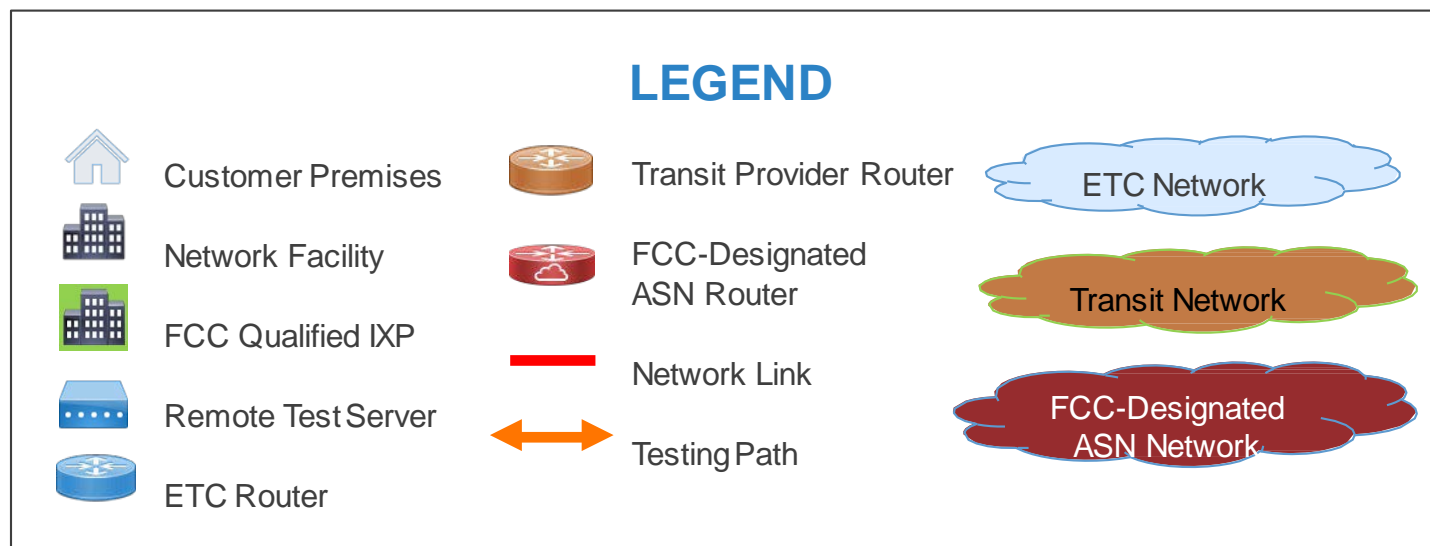 LEGEND
Customer Premises
Network Facility
FCC Qualified IXP
Remote Test Server
ETC Router
Transit Provider Router
FCC-Designated
ASN Router
Network Link
Testing Path
ETC Network
Transit Network
FCC-Designated
ASN Network